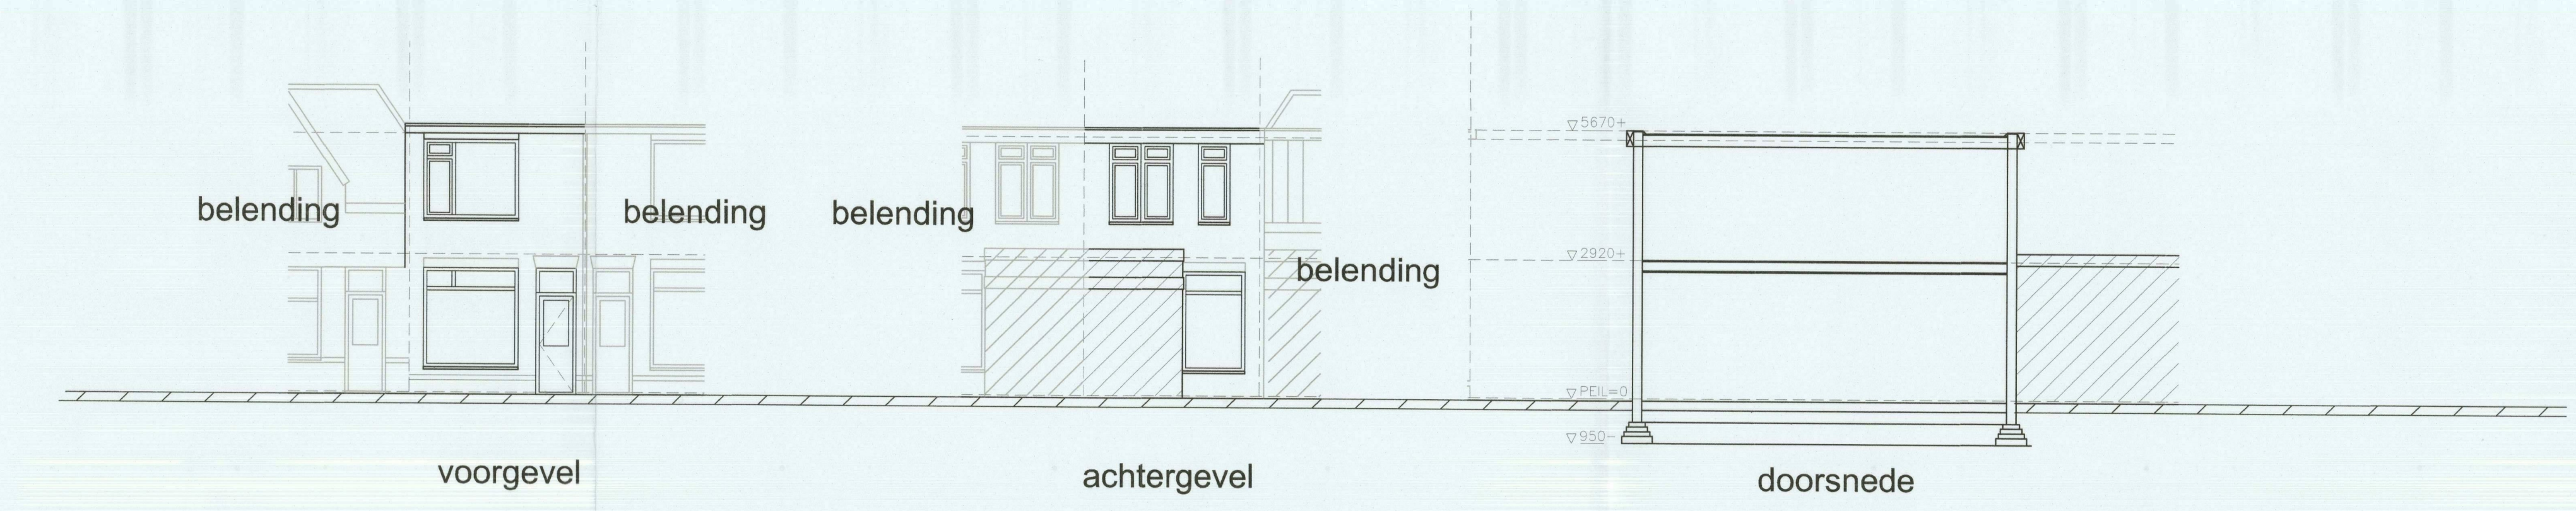 belending
belending
voorgevel
belending
belending
achtergevel
5670+
2920+
PEIL=0
950-
doorsnede